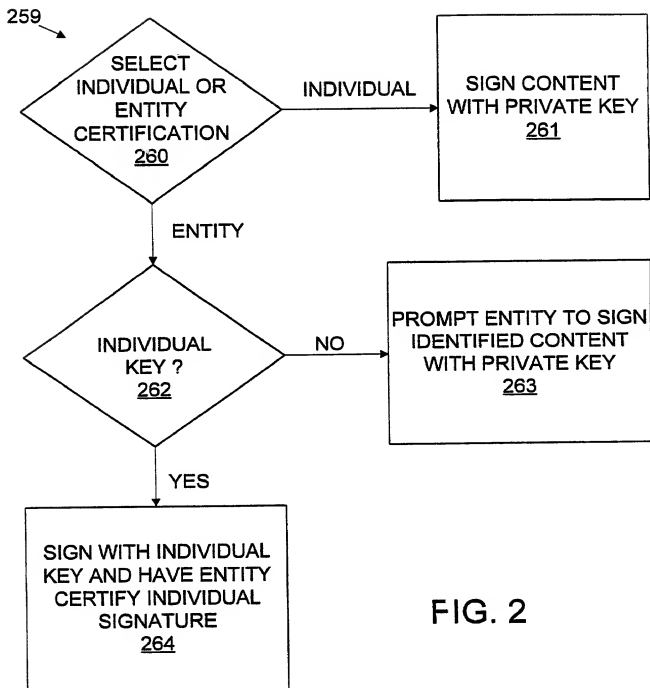 259
SELECT
INDIVIDUAL OR
ENTITY
CERTIFICATION
260
INDIVIDUAL
SIGN CONTENT
WITH PRIVATE KEY
261
ENTITY
INDIVIDUAL
KEY ?
262
NO
PROMPT ENTITY TO SIGN
IDENTIFIED CONTENT
WITH PRIVATE KEY
263
YES
SIGN WITH INDIVIDUAL
KEY AND HAVE ENTITY
CERTIFY INDIVIDUAL
SIGNATURE
264
FIG. 2